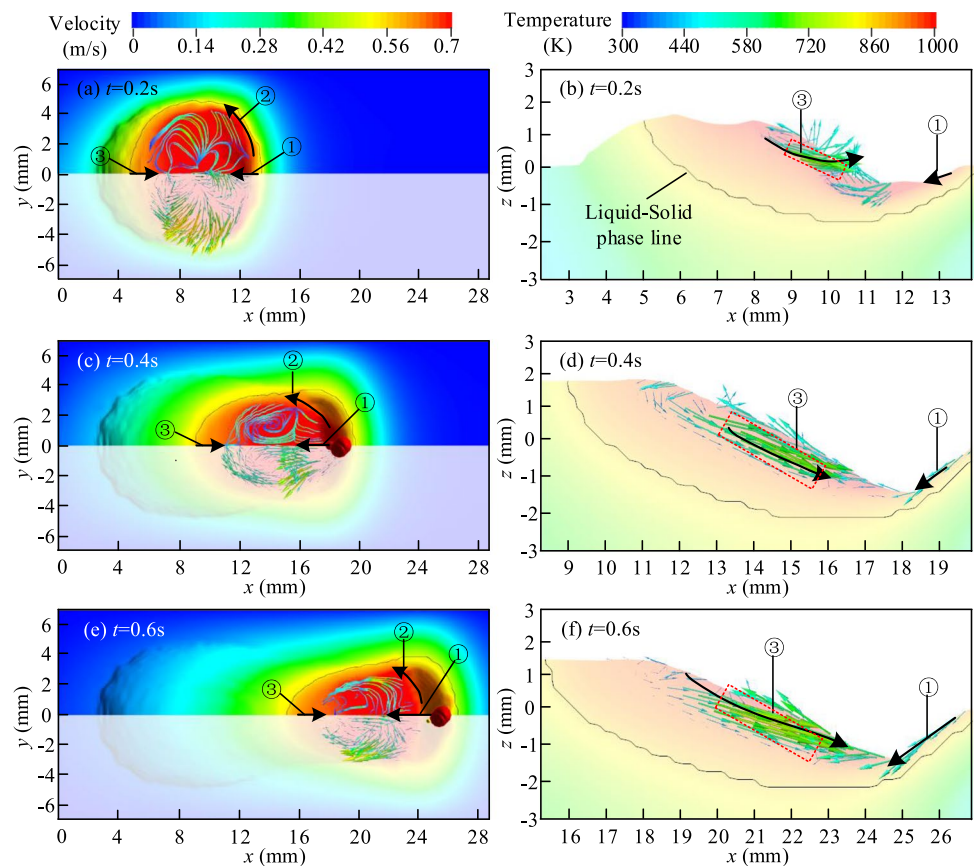 Velocity
(m/s)
0 0.14 0.28 0.42 0.56 0.7
Temperature
(K)
300 440 580 720 860 1000
(a) t=0.2s
②
③
①
6
4
2
0
-2
-4
-6
y (mm)
0 4 8 12 16 20 24 28
x (mm)
(b) t=0.2s
③
①
Liquid-Solid
phase line
3
2
1
0
-1
-2
-3
z (mm)
3 4 5 6 7 8 9 10 11 12 13
x (mm)
(c) t=0.4s
②
①
③
6
4
2
0
-2
-4
-6
y (mm)
0 4 8 12 16 20 24 28
x (mm)
(d) t=0.4s
③
①
3
2
1
0
-1
-2
-3
z (mm)
9 10 11 12 13 14 15 16 17 18 19
x (mm)
(e) t=0.6s
②
①
③
6
4
2
0
-2
-4
-6
y (mm)
0 4 8 12 16 20 24 28
x (mm)
(f) t=0.6s
③
①
3
2
1
0
-1
-2
-3
z (mm)
16 17 18 19 20 21 22 23 24 25 26
x (mm)